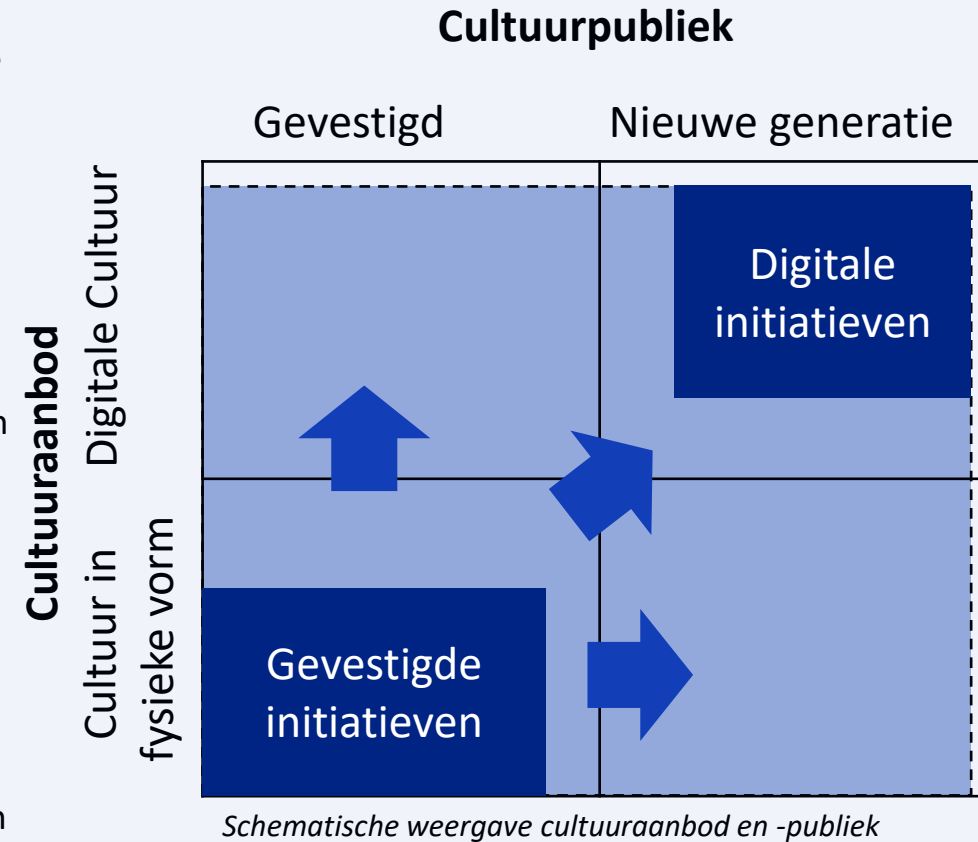 Cultuurpubliek
Gevestigd
Nieuwe generatie
Cultuuraanbod
Digitale Cultuur
Cultuur in
fysieke vorm
Digitale
initiatieven
Gevestigde
initiatieven
Schematische weergave cultuuraanbod en -publiek